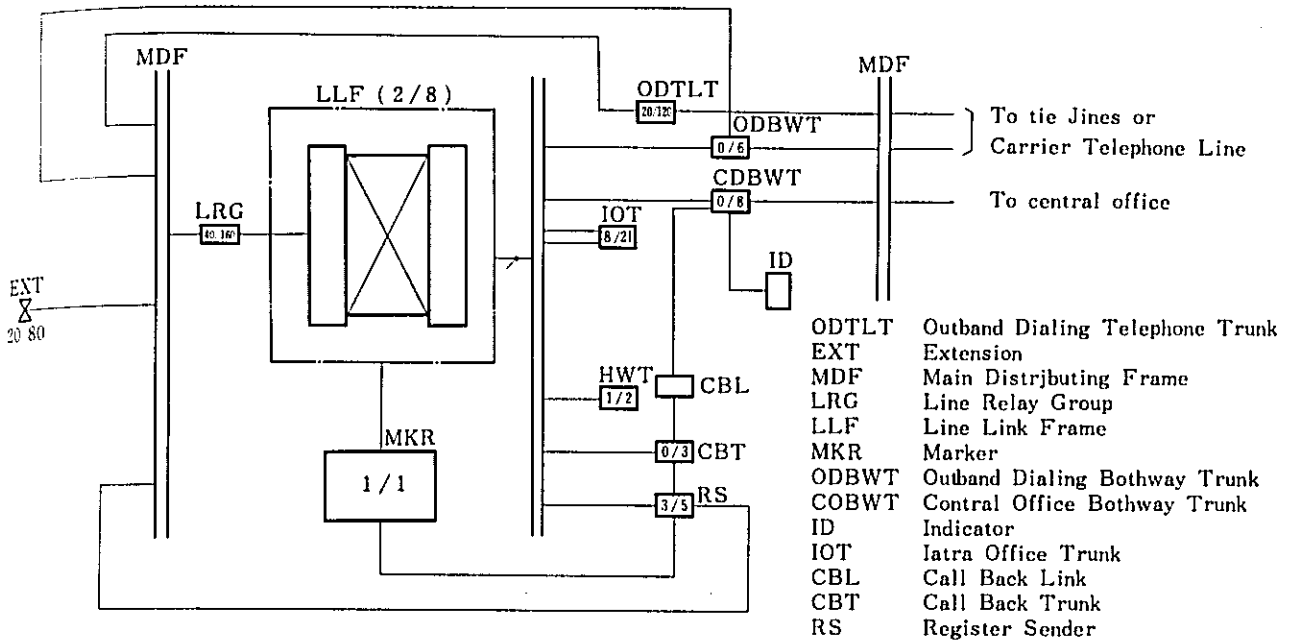 MDF
LLF (2/8)
ODTLT
20/120
MDF
To tie Jines or
Carrier Telephone Line
ODBWT
0/6
CDBWT
0/8
To central office
LRG
40.160
IOT
8/21
ID
EXT
20 80
HWT
1/2
CBL
MKR
1/1
0/3 CBT
3/5 RS
ODTLT Outband Dialing Telephone Trunk
EXT Extension
MDF Main Distrjbuting Frame
LRG Line Relay Group
LLF Line Link Frame
MKR Marker
ODBWT Outband Dialing Bothway Trunk
COBWT Contral Office Bothway Trunk
ID Indicator
IOT Iatra Office Trunk
CBL Call Back Link
CBT Call Back Trunk
RS Register Sender